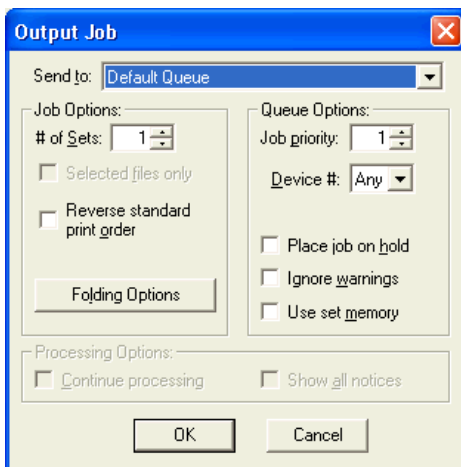 Output Job
Send to: Default Queue
Job Options:
# of Sets: 1
Selected files only
Reverse standard
print order
Folding Options
Queue Options:
Job priority: 1
Device #: Any
Place job on hold
Ignore warnings
Use set memory
Processing Options:
Continue processing
Show all notices
OK
Cancel